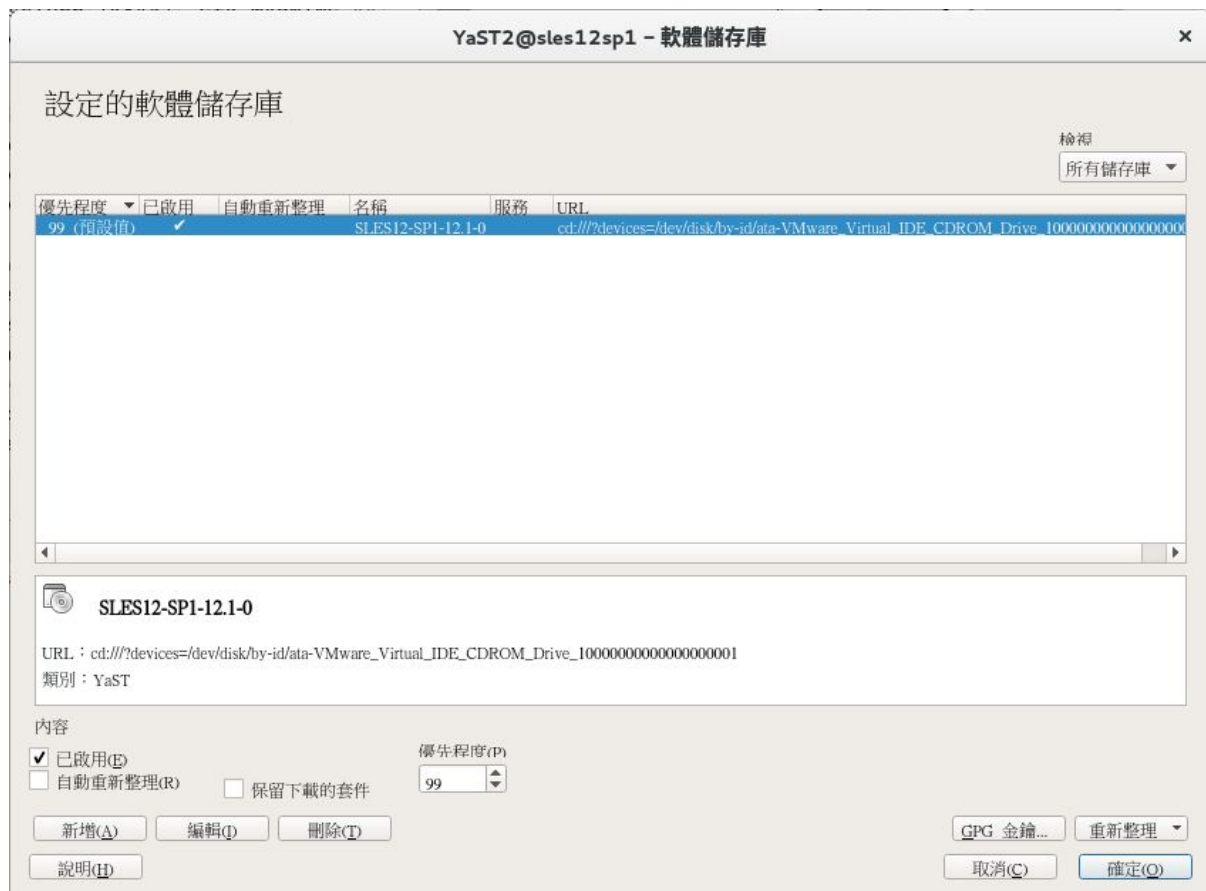 YaST2@sles12sp1 – 軟體儲存庫
設定的軟體儲存庫
檢視
所有儲存庫
優先程度 已啟用 自動重新整理 名稱 服務 URL
99 (預設值) ✔ SLES12-SP1-12.1-0 cd:///?devices=/dev/disk/by-id/ata-VMware_Virtual_IDE_CDROM_Drive_1000000000000000000
SLES12-SP1-12.1-0
URL：cd:///?devices=/dev/disk/by-id/ata-VMware_Virtual_IDE_CDROM_Drive_10000000000000000001
類別：YaST
內容
已啟用(E) 優先程度(P)
自動重新整理(R) 保留下載的套件 99
新增(A) 編輯(I) 刪除(T) GPG 金鑰... 重新整理
說明(H) 取消(C) 確定(O)